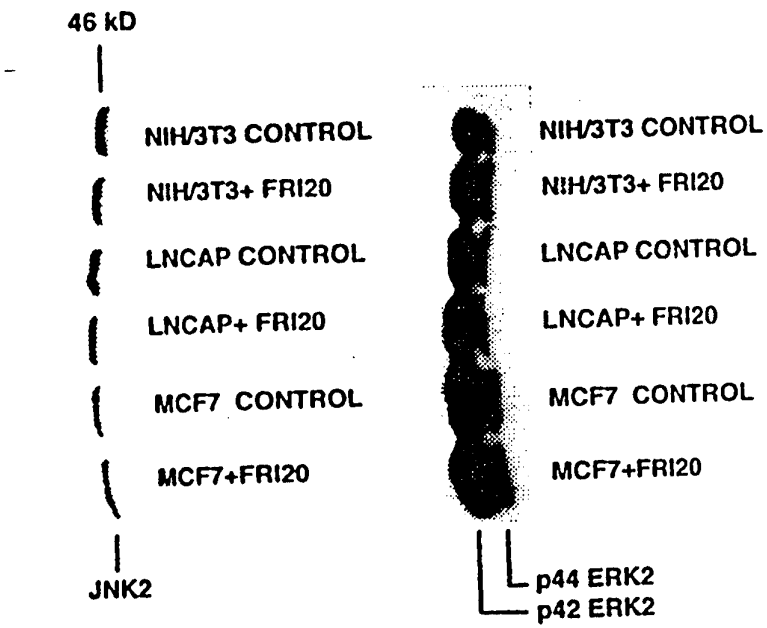 46 kD
NIH/3T3 CONTROL
NIH/3T3+ FRI20
LNCAP CONTROL
LNCAP+ FRI20
MCF7 CONTROL
MCF7+FRI20
JNK2
NIH/3T3 CONTROL
NIH/3T3+ FRI20
LNCAP CONTROL
LNCAP+ FRI20
MCF7 CONTROL
MCF7+FRI20
p44 ERK2
p42 ERK2